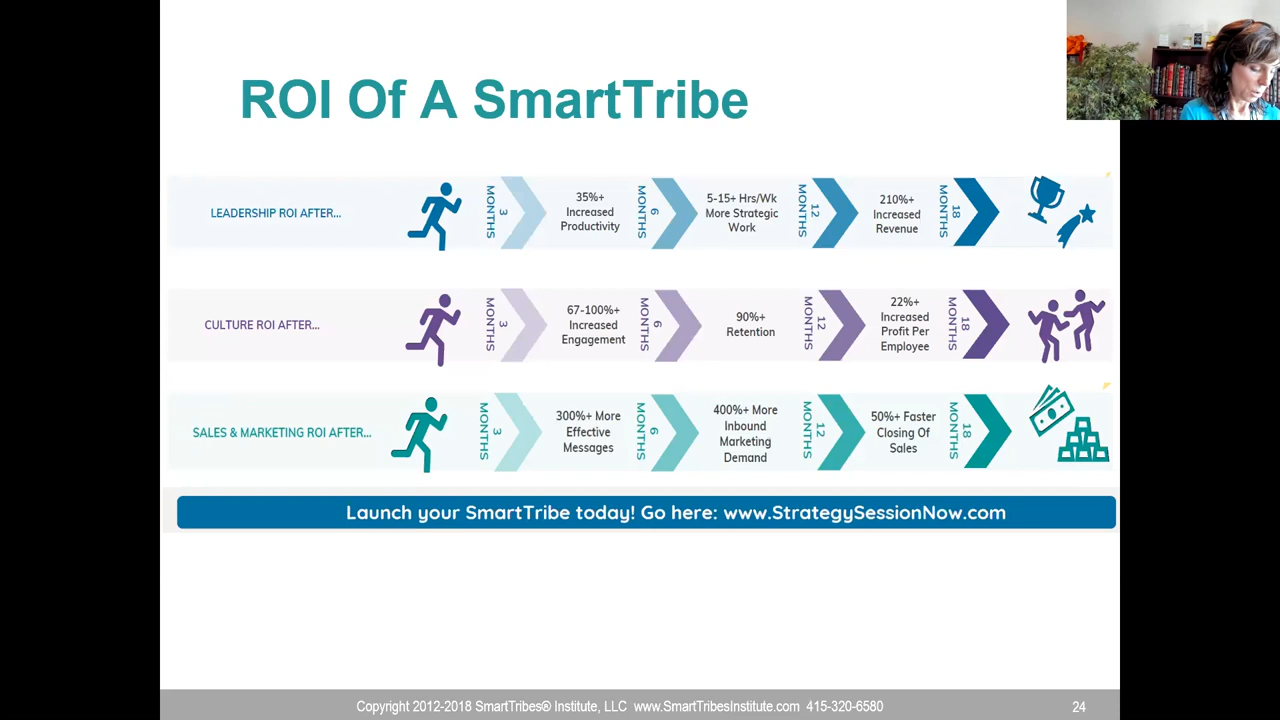 ROI Of A SmartTribe
LEADERSHIP ROI AFTER...
3
MONTHS
35%+
Increased
Productivity
6
MONTHS
5-15+ Hrs/Wk
More Strategic
Work
12
MONTHS
210%+
Increased
Revenue
18
MONTHS
CULTURE ROI AFTER...
3
MONTHS
67-100%+
Increased
Engagement
6
MONTHS
90%+
Retention
12
MONTHS
22%+
Increased
Profit Per
Employee
18
MONTHS
SALES & MARKETING ROI AFTER...
3
MONTHS
300%+ More
Effective
Messages
6
MONTHS
400%+ More
Inbound
Marketing
Demand
12
MONTHS
50%+ Faster
Closing Of
Sales
18
MONTHS
Launch your SmartTribe today! Go here: www.StrategySessionNow.com
Copyright 2012-2018 SmartTribes® Institute, LLC www.SmartTribesInstitute.com 415-320-6580
24